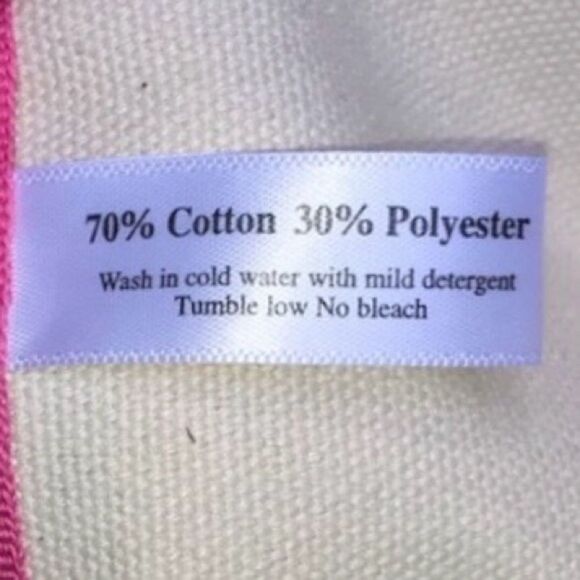 70% Cotton 30% Polyester
Wash in cold water with mild detergent
Tumble low No bleach